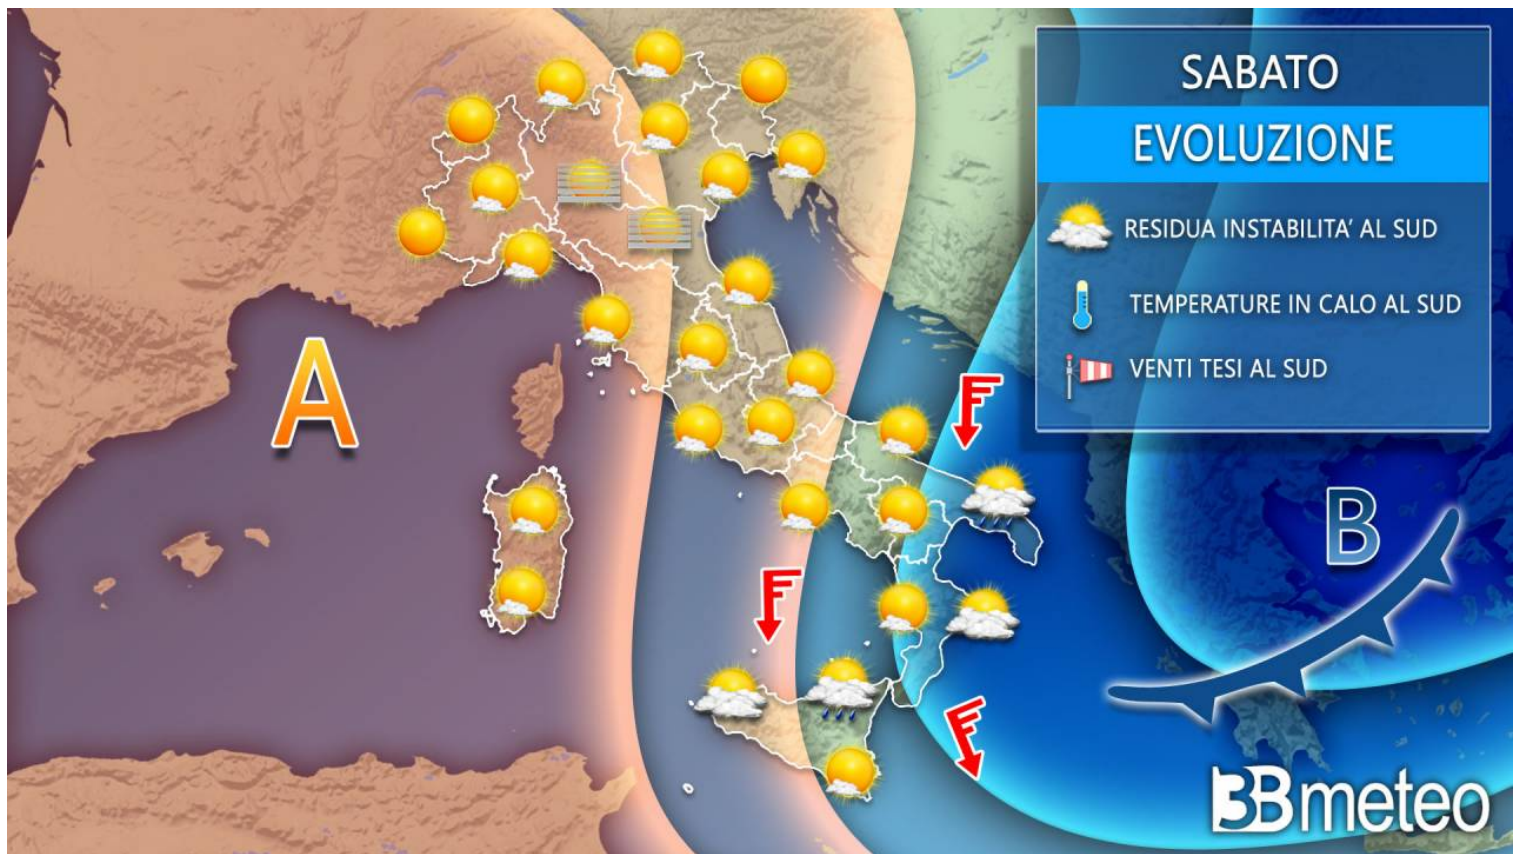 SABATO
EVOLUZIONE
RESIDUA INSTABILITA' AL SUD
TEMPERATURE IN CALO AL SUD
VENTI TESI AL SUD
A
F
B
F
F
3Bmeteo